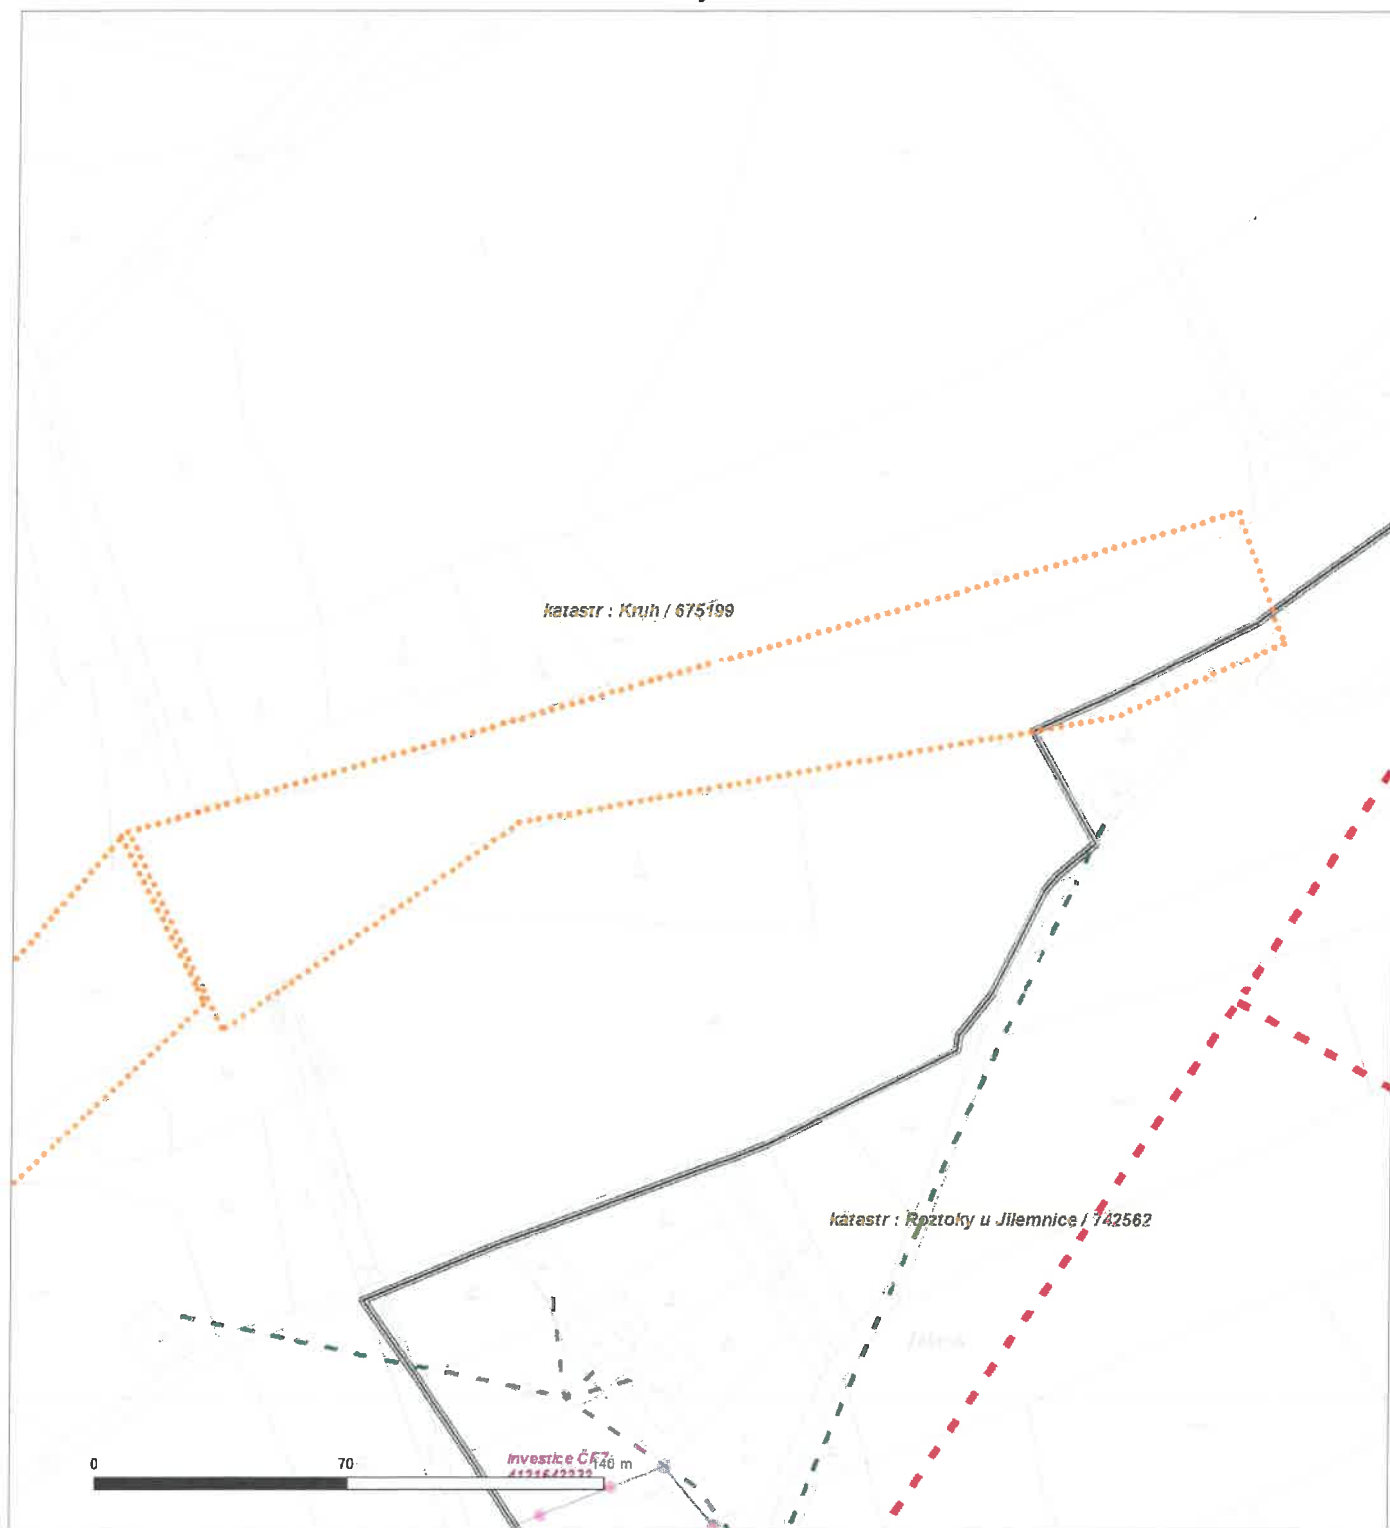 katastr : Kruh / 675199
katastr : Roztoky u Jilemnice / 742562
Investice ČEZ
0 70 140 m